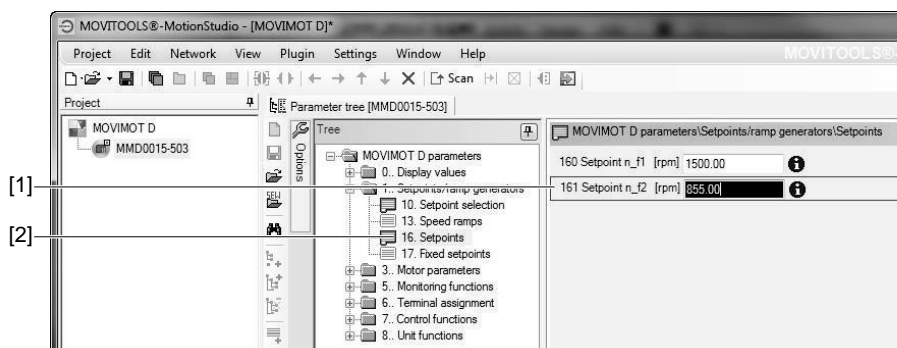 MOVITOOLS®-MotionStudio - [MOVIMOT D]*
Project Edit Network View Plugin Settings Window Help
MOVITOOLS®-
Scan
Project
Parameter tree [MMD0015-503]
MOVIMOT D
MMD0015-503
Options
Tree
MOVIMOT D parameters
0.. Display values
1.. Setpoints/ramp generators
10. Setpoint selection
13. Speed ramps
16. Setpoints
17. Fixed setpoints
3.. Motor parameters
5.. Monitoring functions
6.. Terminal assignment
7.. Control functions
8.. Unit functions
MOVIMOT D parameters\Setpoints/ramp generators\Setpoints
160 Setpoint n_f1 [rpm] 1500.00
161 Setpoint n_f2 [rpm] 855.00
SEW
[1]
[2]